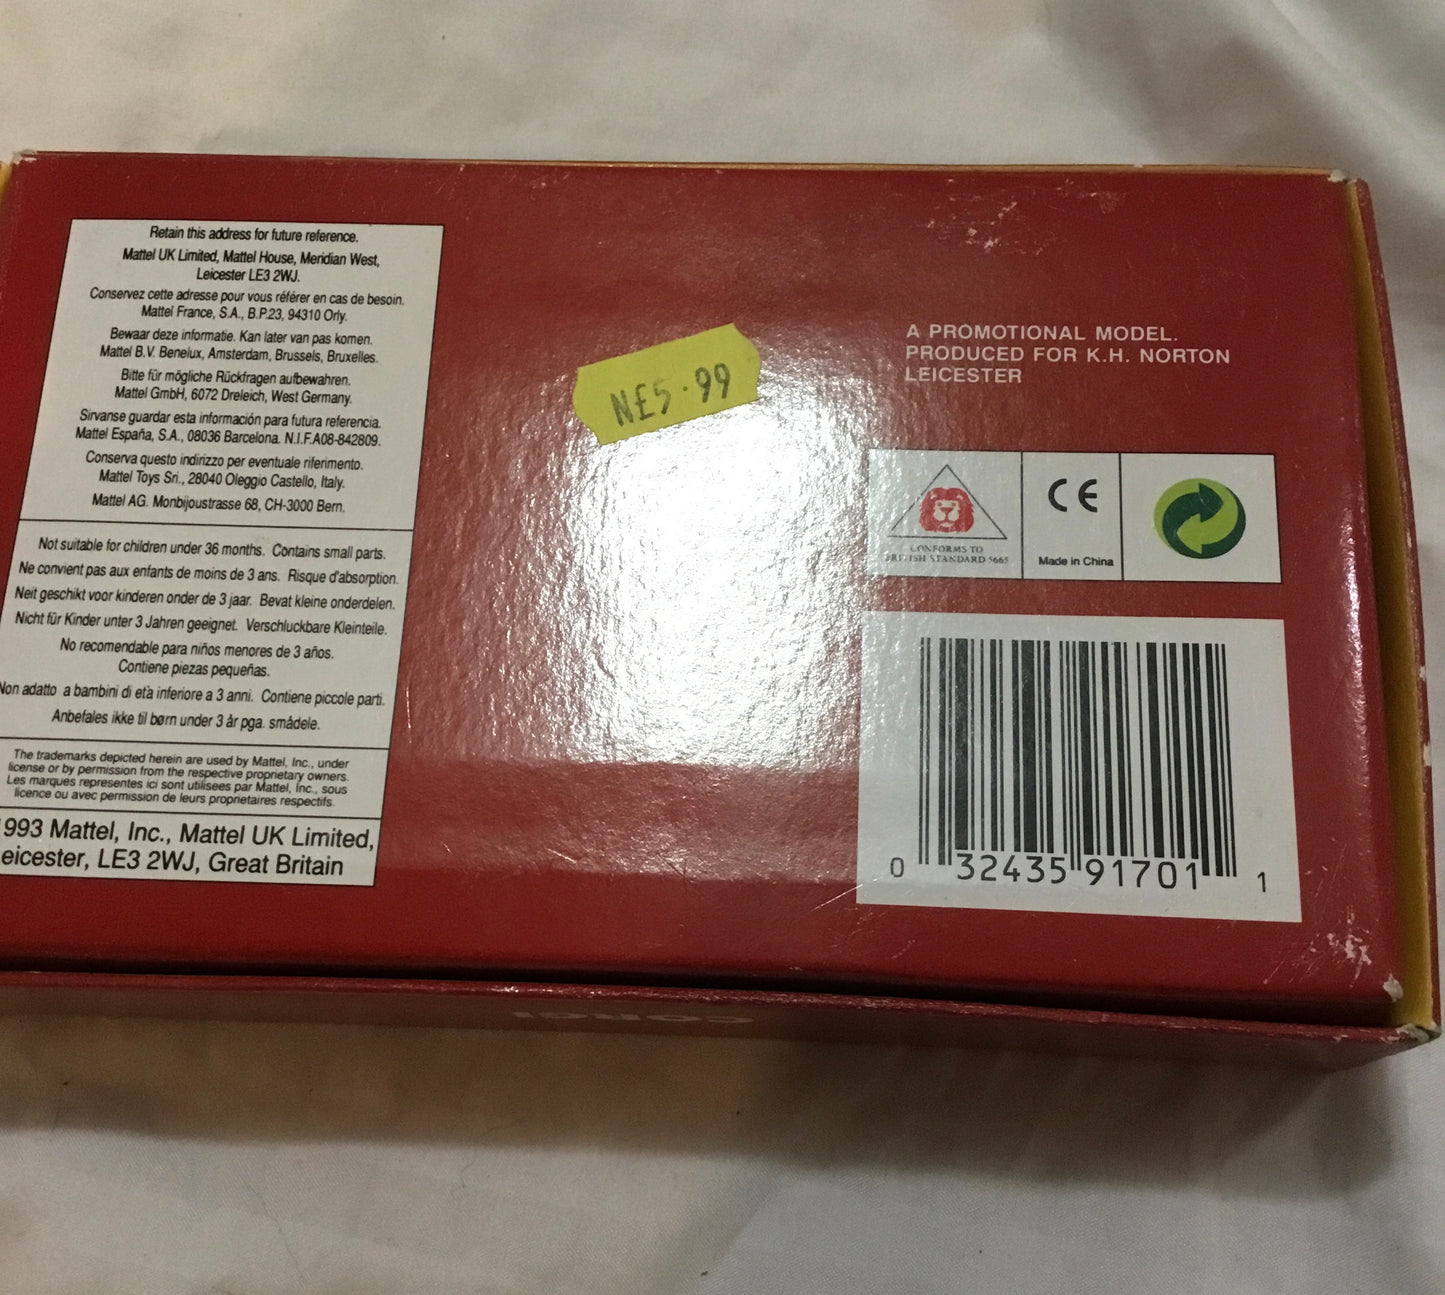 Retain this address for future reference.
Mattel UK Limited, Mattel House, Meridian West,
Leicester LE3 2WJ.
Conservez cette adresse pour vous référer en cas de besoin.
Mattel France, S.A., B.P.23, 94310 Orly.
Bewaar deze informatie. Kan later van pas komen.
Mattel B.V. Benelux, Amsterdam, Brussels, Bruxelles.
Bitte für mögliche Rückfragen aufbewahren.
Mattel GmbH, 6072 Dreleich, West Germany.
Sirvanse guardar esta información para futura referencia.
Mattel España, S.A., 08036 Barcelona. N.I.F.A08-842809.
Conserva questo indirizzo per eventuale riferimento.
Mattel Toys Srl., 28040 Oleggio Castello, Italy.
Mattel AG. Monbijoustrasse 68, CH-3000 Bern.
Not suitable for children under 36 months. Contains small parts.
Ne convient pas aux enfants de moins de 3 ans. Risque d'absorption.
Neit geschikt voor kinderen onder de 3 jaar. Bevat kleine onderdelen.
Nicht für Kinder unter 3 Jahren geeignet. Verschluckbare Kleinteile.
No recomendable para niños menores de 3 años.
Contiene piezas pequeñas.
Non adatto a bambini di età inferiore a 3 anni. Contiene piccole parti.
Anbefales ikke til børn under 3 år pga. smådele.
The trademarks depicted herein are used by Mattel, Inc., under
license or by permission from the respective proprietary owners.
Les marques representes ici sont utilisees par Mattel, Inc., sous
licence ou avec permission de leurs proprietaires respectifs.
1993 Mattel, Inc., Mattel UK Limited,
eicester, LE3 2WJ, Great Britain
N£5.99
A PROMOTIONAL MODEL.
PRODUCED FOR K.H. NORTON
LEICESTER
CONFORMS TO
BRITISH STANDARD 5665
CE
Made in China
0 32435 91701 1
CORGI